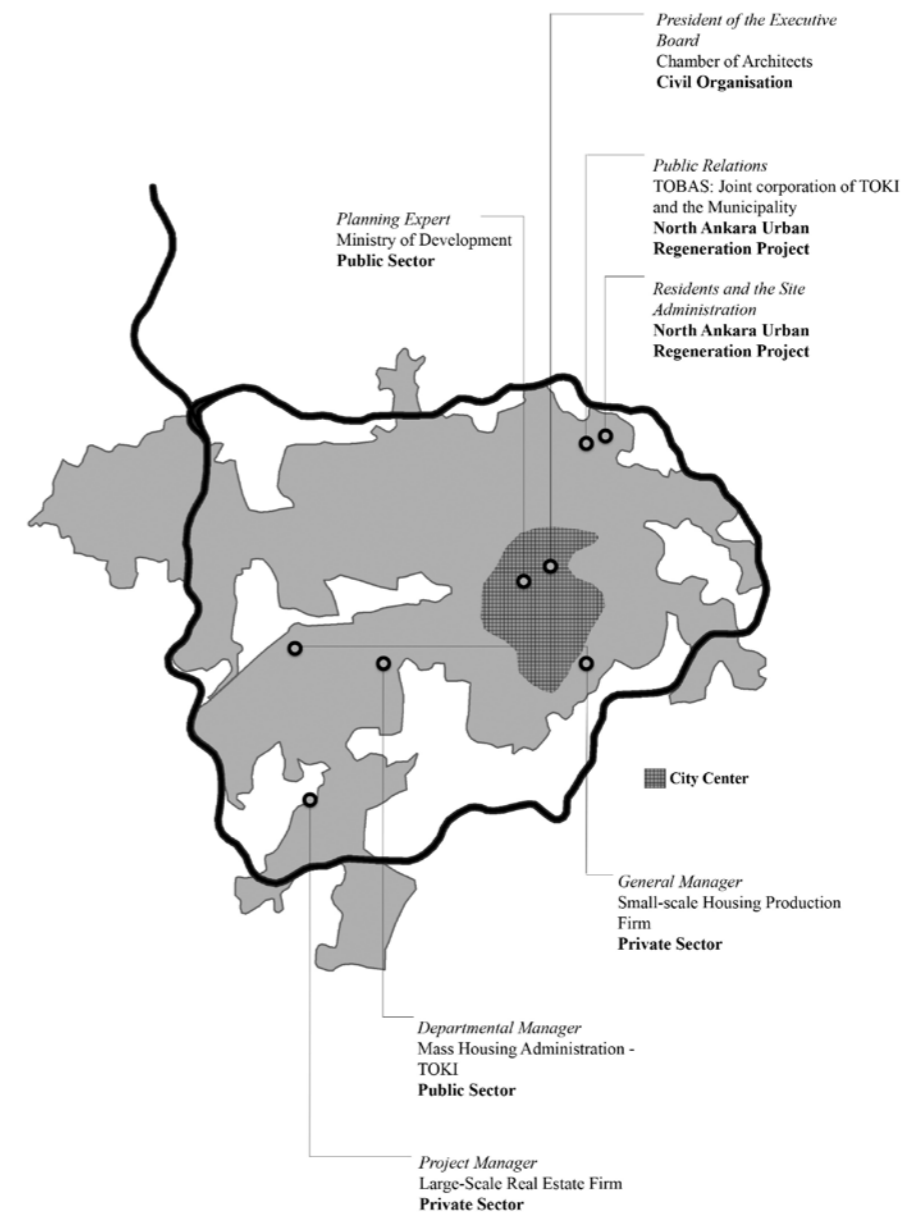 President of the Executive
Board
Chamber of Architects
Civil Organisation
Public Relations
TOBAS: Joint corporation of TOKI
and the Municipality
North Ankara Urban
Regeneration Project
Planning Expert
Ministry of Development
Public Sector
Residents and the Site
Administration
North Ankara Urban
Regeneration Project
City Center
General Manager
Small-scale Housing Production
Firm
Private Sector
Departmental Manager
Mass Housing Administration -
TOKI
Public Sector
Project Manager
Large-Scale Real Estate Firm
Private Sector